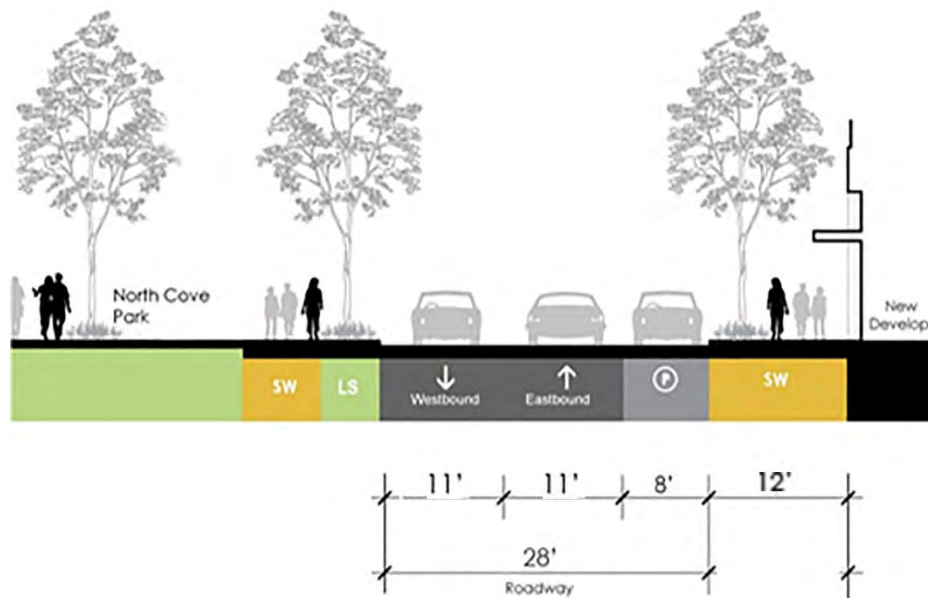 North Cove
Park
New
Develop
SW
LS
Westbound
Eastbound
P
SW
11'
11'
8'
12'
28'
Roadway